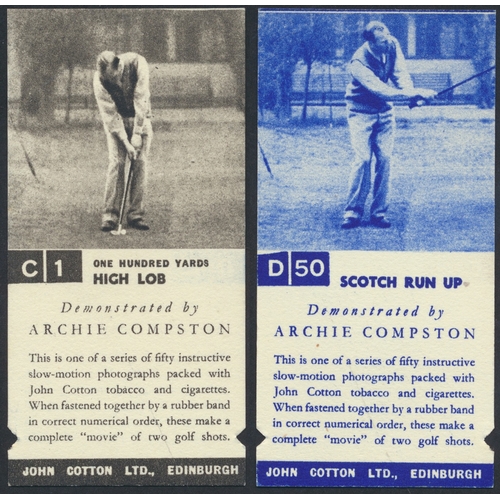 C 1
ONE HUNDRED YARDS
HIGH LOB
Demonstrated by
ARCHIE COMPSTON
This is one of a series of fifty instructive
slow-motion photographs packed with
John Cotton tobacco and cigarettes.
When fastened together by a rubber band
in correct numerical order, these make a
complete "movie" of two golf shots.
JOHN COTTON LTD., EDINBURGH
D 50
SCOTCH RUN UP
Demonstrated by
ARCHIE COMPSTON
This is one of a series of fifty instructive
slow-motion photographs packed with
John Cotton tobacco and cigarettes.
When fastened together by a rubber band
in correct numerical order, these make a
complete "movie" of two golf shots.
JOHN COTTON LTD., EDINBURGH